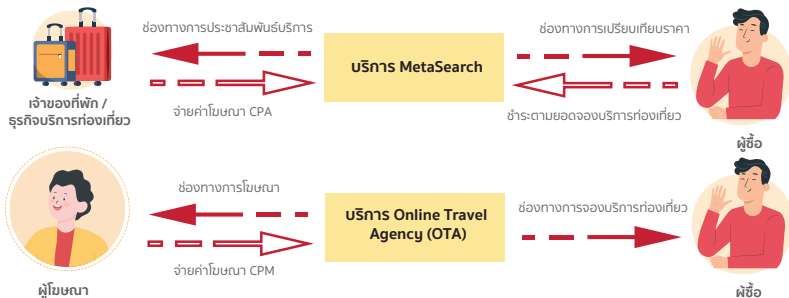 ช่องทางการประชาสัมพันธ์บริการ
ช่องทางการเปรียบเทียบราคา
บริการ MetaSearch
เจ้าของที่พัก /
ธุรกิจบริการท่องเที่ยว
จ่ายค่าโฆษณา CPA
ชำระตามยอดจองบริการท่องเที่ยว
ผู้ซื้อ
ช่องทางการโฆษณา
บริการ Online Travel
Agency (OTA)
ช่องทางการจองบริการท่องเที่ยว
จ่ายค่าโฆษณา CPM
ผู้โฆษณา
ผู้ซื้อ